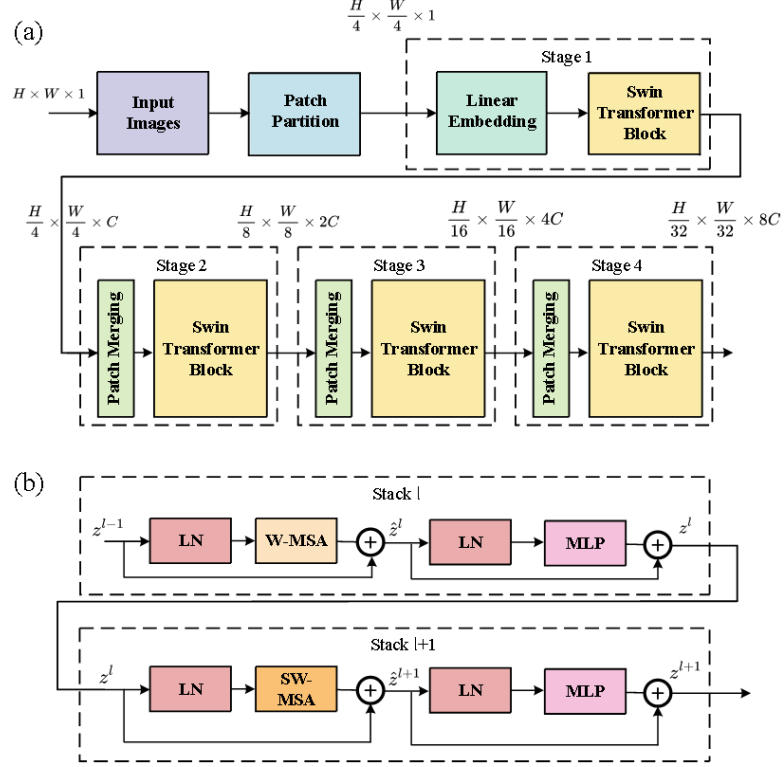 (a)
H/4 × W/4 × 1
Stage 1
H × W × 1
Input
Images
Patch
Partition
Linear
Embedding
Swin
Transformer
Block
H/4 × W/4 × C
H/8 × W/8 × 2C
H/16 × W/16 × 4C
H/32 × W/32 × 8C
Stage 2
Patch Merging
Swin
Transformer
Block
Stage 3
Patch Merging
Swin
Transformer
Block
Stage 4
Patch Merging
Swin
Transformer
Block
(b)
Stack l
z^{l-1}
LN
W-MSA
+
ẑ^l
LN
MLP
+
z^l
Stack l+1
z^l
LN
SW-
MSA
+
ẑ^{l+1}
LN
MLP
+
z^{l+1}